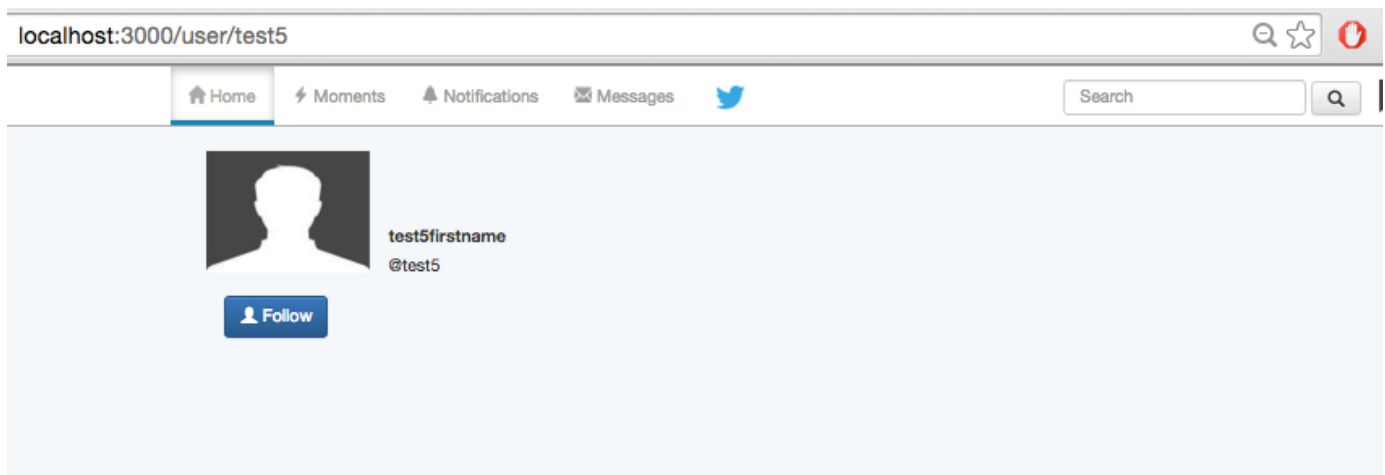 localhost:3000/user/test5
Home Moments Notifications Messages Search
test5firstname
@test5
Follow